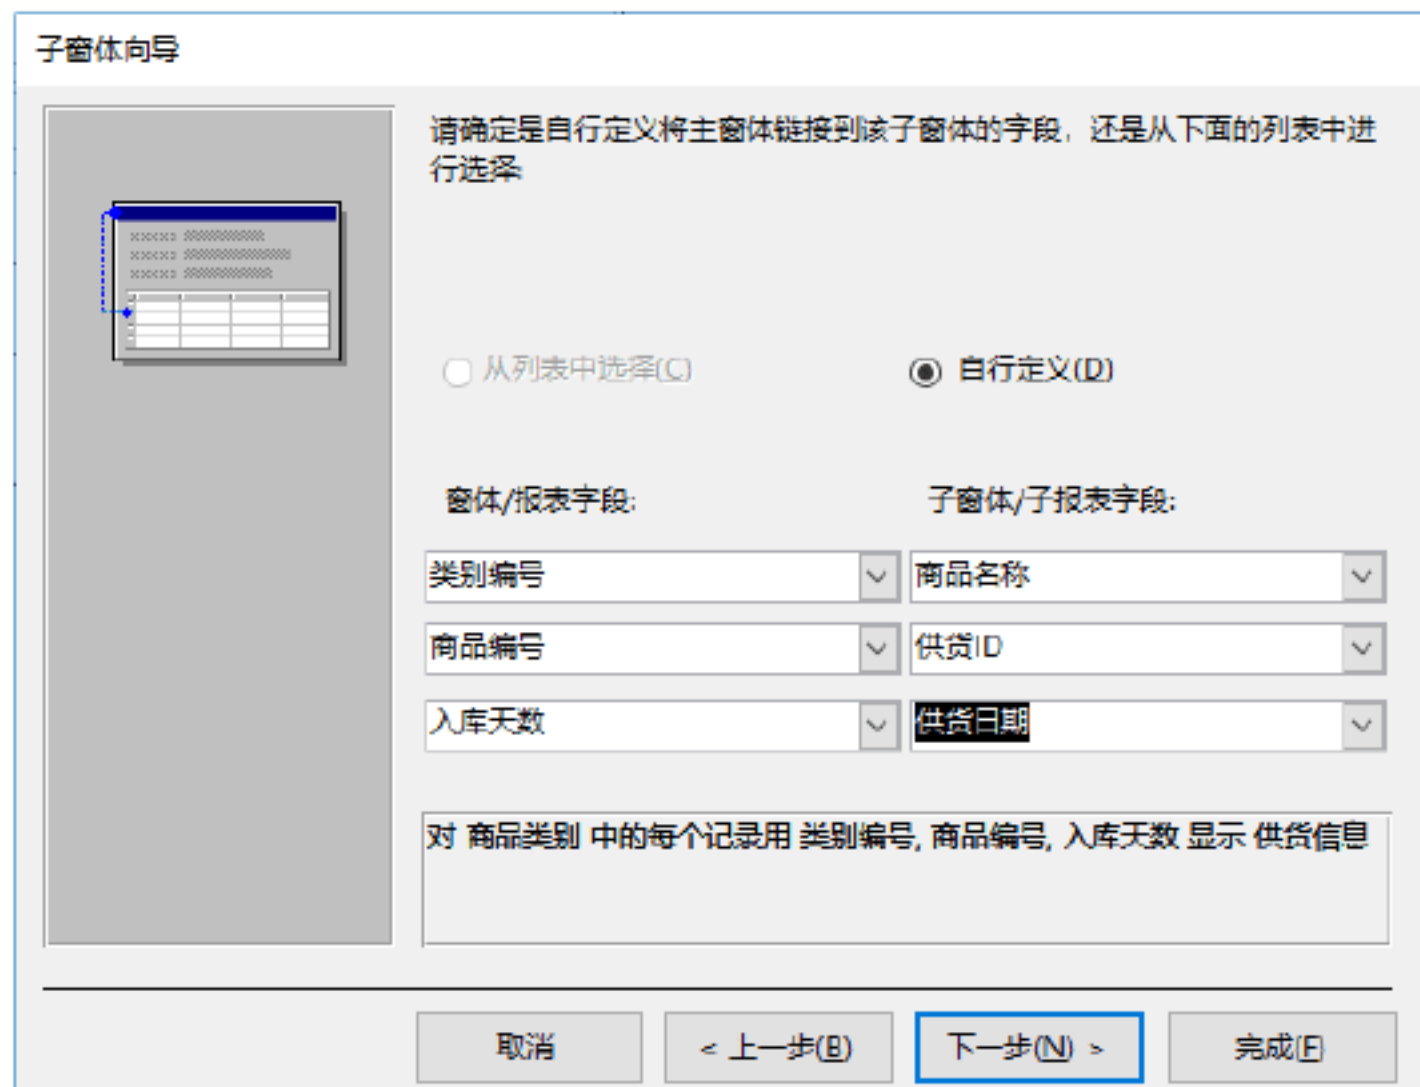 子窗体向导
请确定是自行定义将主窗体链接到该子窗体的字段，还是从下面的列表中进
行选择:
从列表中选择(C) 自行定义(D)
窗体/报表字段: 子窗体/子报表字段:
类别编号 商品名称
商品编号 供货ID
入库天数 供货日期
对 商品类别 中的每个记录用 类别编号, 商品编号, 入库天数 显示 供货信息
取消 < 上一步(B) 下一步(N) > 完成(F)